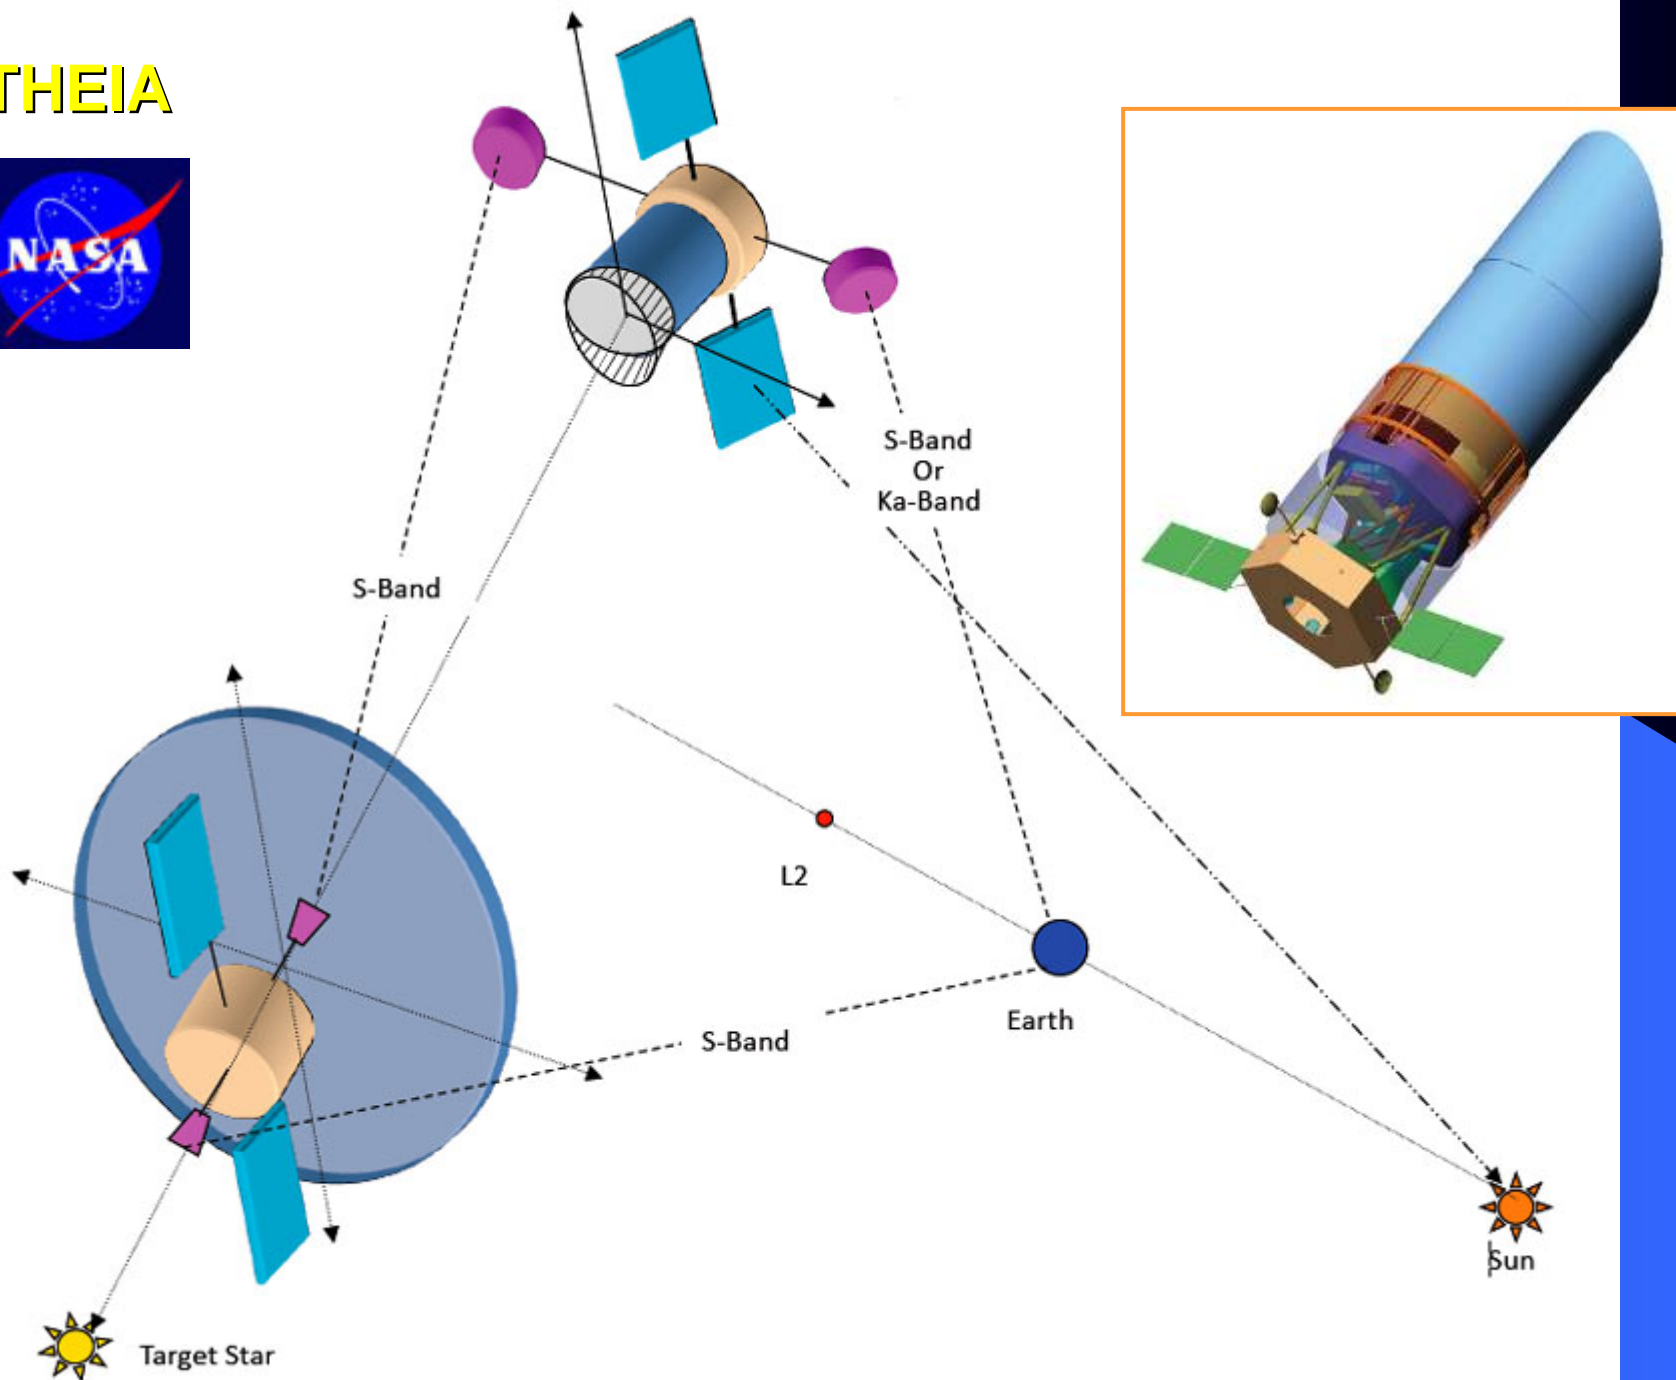 THEIA
NASA
S-Band
Or
Ka-Band
S-Band
L2
Earth
S-Band
Sun
Target Star